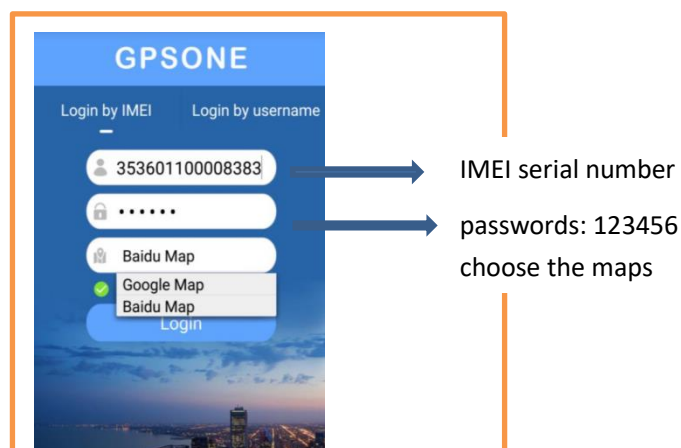 GPSONE
Login by IMEI Login by username
353601100008383
IMEI serial number
••••••
passwords: 123456
Baidu Map
choose the maps
Google Map
Baidu Map
Login